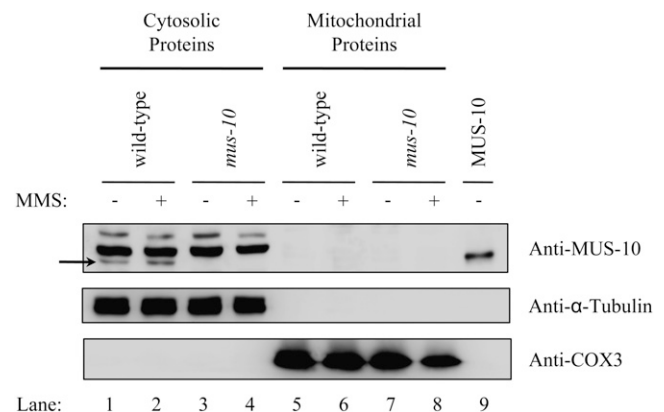 Cytosolic Proteins
Mitochondrial Proteins
wild-type
mus-10
wild-type
mus-10
MUS-10
MMS: - + - + - + - + -
Anti-MUS-10
Anti-α-Tubulin
Anti-COX3
Lane: 1 2 3 4 5 6 7 8 9